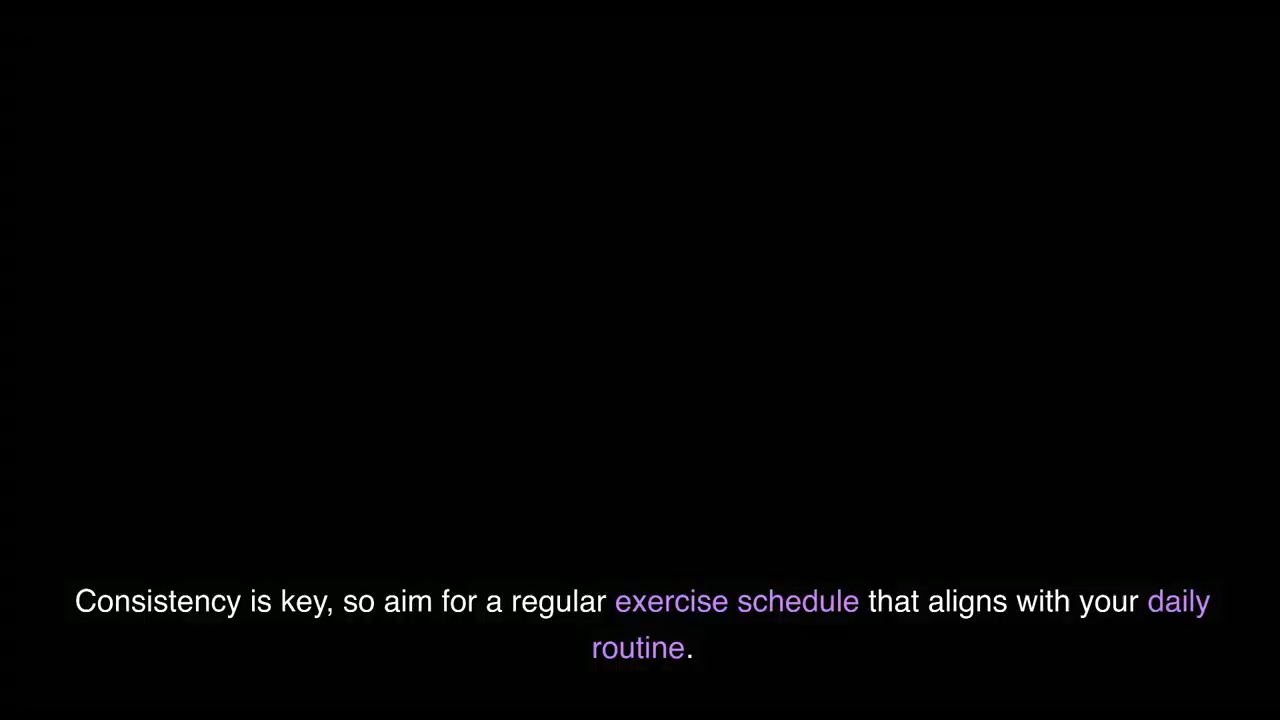 Consistency is key, so aim for a regular exercise schedule that aligns with your daily
routine.